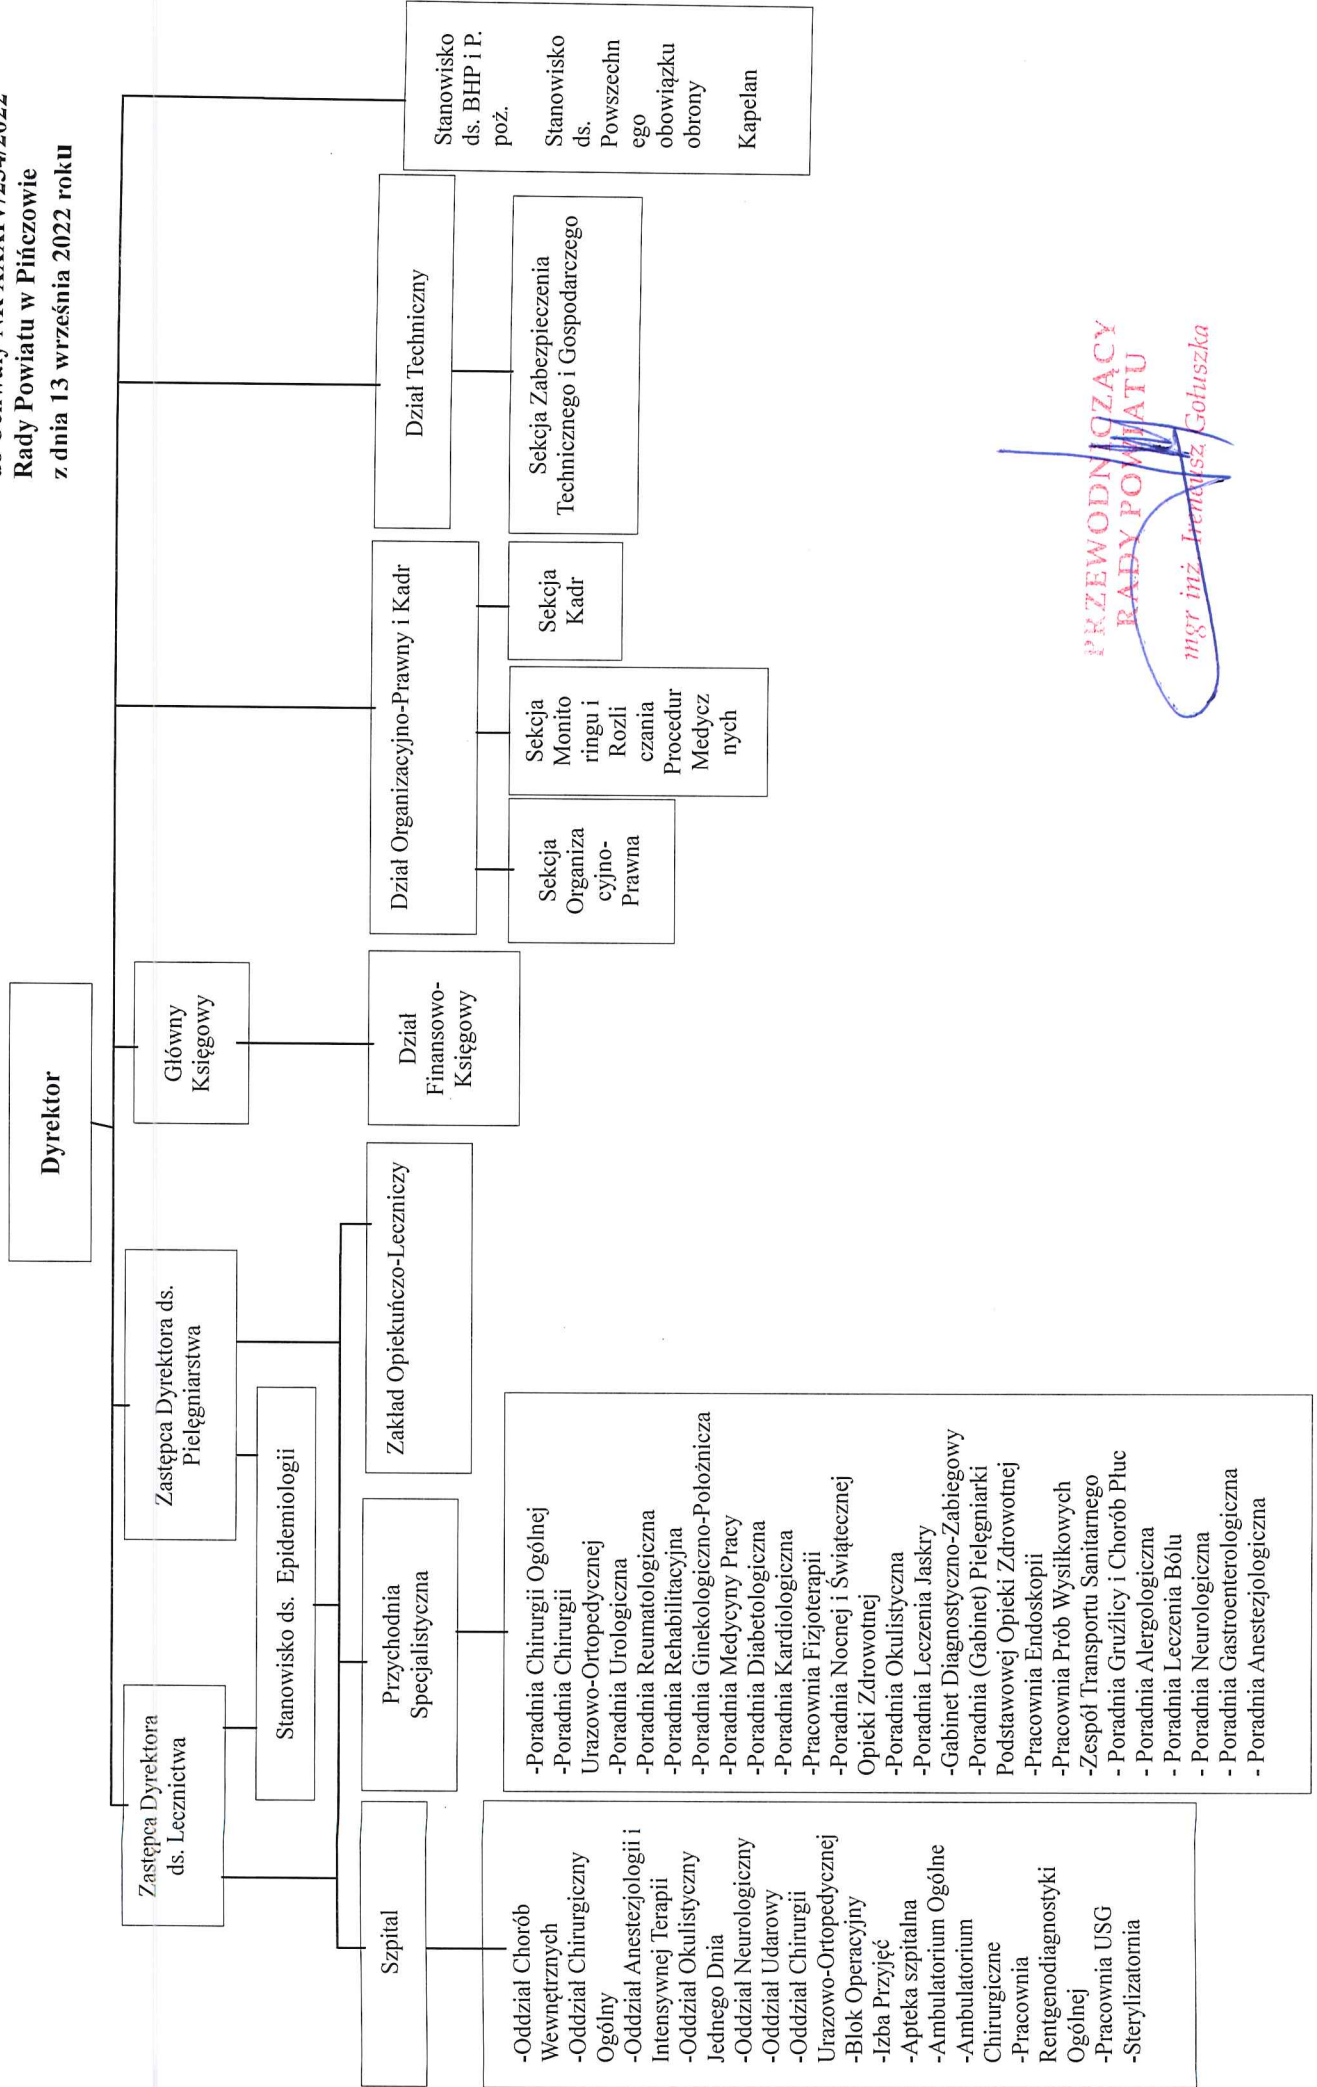 Rady Powiatu w Pińczowie
z dnia 13 września 2022 roku
Dyrektor
Zastępca Dyrektora
ds. Lecznictwa
Zastępca Dyrektora ds.
Pielęgniarstwa
Główny
Księgowy
Stanowisko ds. Epidemiologii
Szpital
Przychodnia
Specjalistyczna
Zakład Opiekuńczo-Leczniczy
Dział
Finansowo-
Księgowy
Dział Organizacyjno-Prawny i Kadr
Dział Techniczny
Stanowisko
ds. BHP i P.
poż.
Stanowisko
ds.
Powszechn
ego
obowiązku
obrony
Kapelan
-Oddział Chorób
Wewnętrznych
-Oddział Chirurgiczny
Ogólny
-Oddział Anestezjologii i
Intensywnej Terapii
-Oddział Okulistyczny
Jednego Dnia
-Oddział Neurologiczny
-Oddział Udarowy
-Oddział Chirurgii
Urazowo-Ortopedycznej
-Blok Operacyjny
-Izba Przyjęć
-Apteka szpitalna
-Ambulatorium Ogólne
-Ambulatorium
Chirurgiczne
-Pracownia
Rentgenodiagnostyki
Ogólnej
-Pracownia USG
-Sterylizatornia
-Poradnia Chirurgii Ogólnej
-Poradnia Chirurgii
Urazowo-Ortopedycznej
-Poradnia Urologiczna
-Poradnia Reumatologiczna
-Poradnia Rehabilitacyjna
-Poradnia Ginekologiczno-Położnicza
-Poradnia Medycyny Pracy
-Poradnia Diabetologiczna
-Poradnia Kardiologiczna
-Pracownia Fizjoterapii
-Poradnia Nocnej i Świątecznej
Opieki Zdrowotnej
-Poradnia Okulistyczna
-Poradnia Leczenia Jaskry
-Gabinet Diagnostyczno-Zabiegowy
-Poradnia (Gabinet) Pielęgniarki
Podstawowej Opieki Zdrowotnej
-Pracownia Endoskopii
-Pracownia Prób Wysiłkowych
-Zespół Transportu Sanitarnego
- Poradnia Gruźlicy i Chorób Płuc
- Poradnia Alergologiczna
- Poradnia Leczenia Bólu
- Poradnia Neurologiczna
- Poradnia Gastroenterologiczna
- Poradnia Anestezjologiczna
Sekcja
Organiza
cyjno-
Prawna
Sekcja
Monito
ringu i
Rozli
czania
Procedur
Medycz
nych
Sekcja
Kadr
Sekcja Zabezpieczenia
Technicznego i Gospodarczego
PRZEWODNICZĄCY
RADY POWIATU
mgr inż. Ireneusz Gołuszka